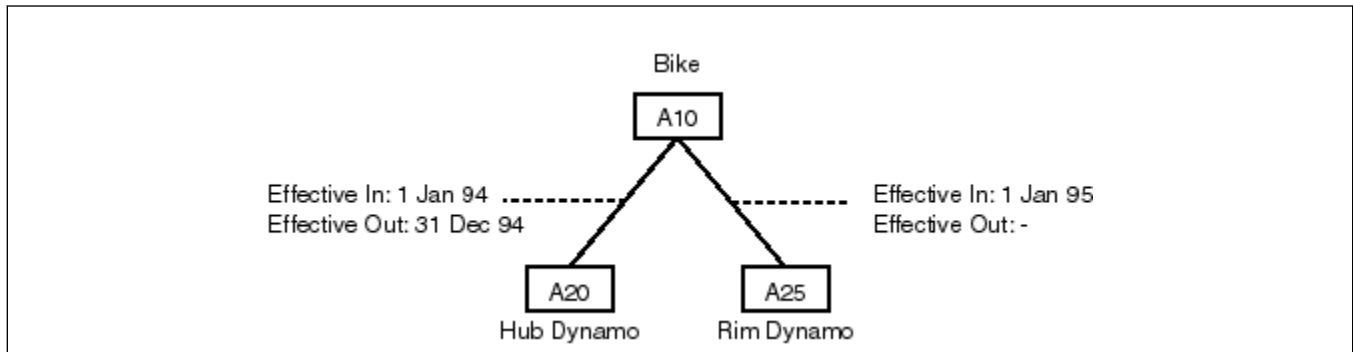 Bike
A10
Effective In: 1 Jan 94
Effective Out: 31 Dec 94
Effective In: 1 Jan 95
Effective Out: -
A20
A25
Hub Dynamo
Rim Dynamo